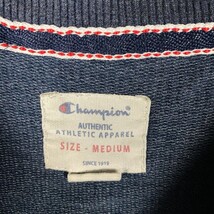 Champion
AUTHENTIC
ATHLETIC APPAREL
SIZE - MEDIUM
SINCE 1919